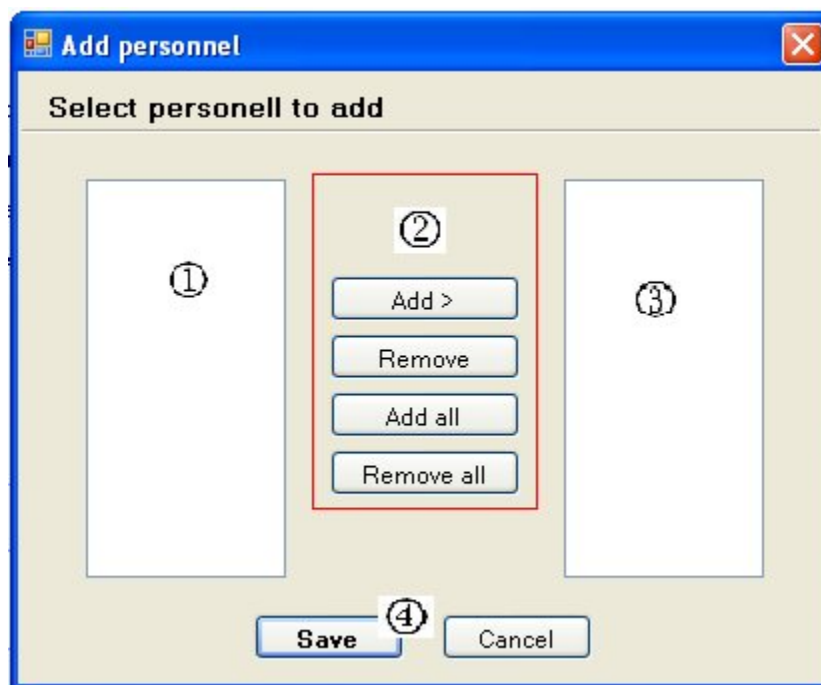 Add personnel
Select personell to add
①
②
③
Add >
Remove
Add all
Remove all
④
Save
Cancel